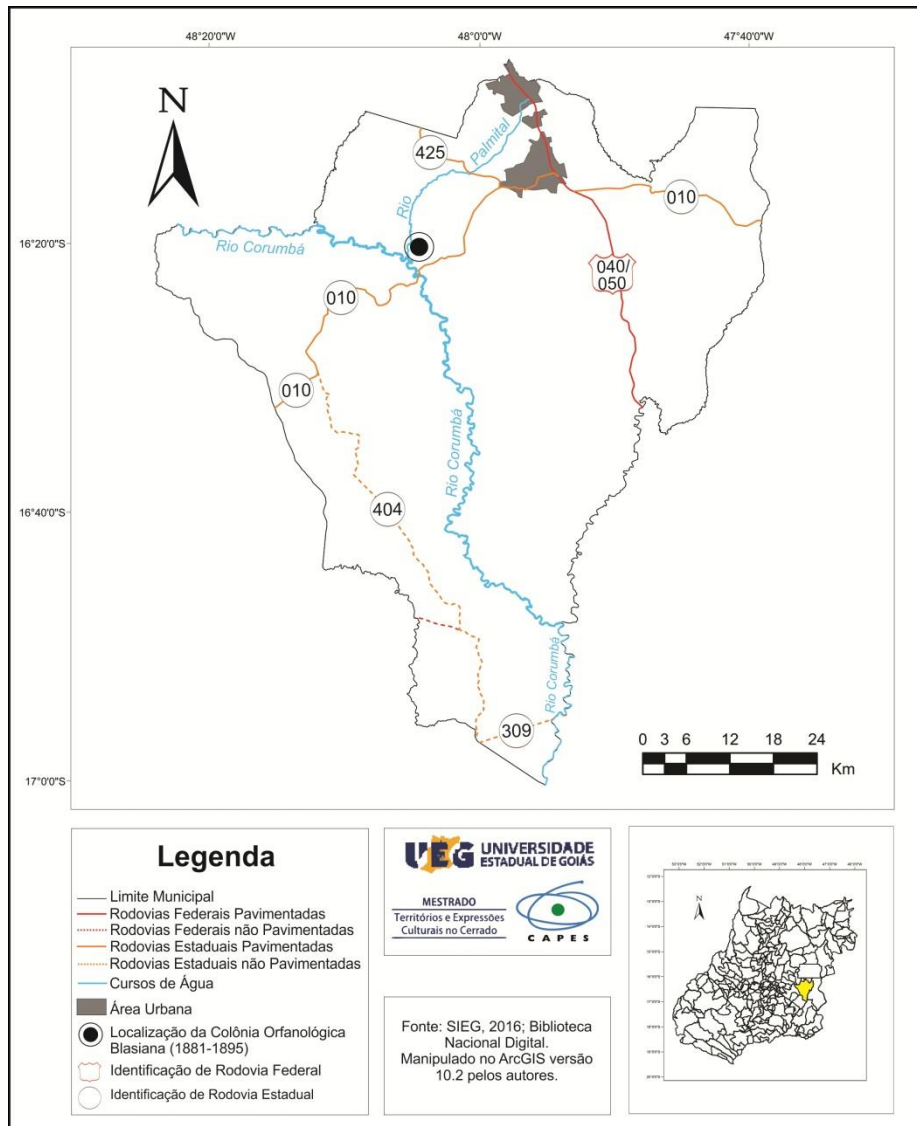 48°20'0"W
48°0'0"W
47°40'0"W
N
425
Palmital
Rio
010
16°20'0"S
Rio Corumbá
040/
050
010
010
Rio Corumbá
404
16°40'0"S
Rio Corumbá
309
0 3 6 12 18 24
Km
17°0'0"S
Legenda
Limite Municipal
Rodovias Federais Pavimentadas
Rodovias Federais não Pavimentadas
Rodovias Estaduais Pavimentadas
Rodovias Estaduais não Pavimentadas
Cursos de Água
Área Urbana
Localização da Colônia Orfanológica
Blasiana (1881-1895)
Identificação de Rodovia Federal
Identificação de Rodovia Estadual
UEG UNIVERSIDADE
ESTADUAL DE GOIÁS
MESTRADO
Territórios e Expressões
Culturais no Cerrado
CAPES
Fonte: SIEG, 2016; Biblioteca
Nacional Digital.
Manipulado no ArcGIS versão
10.2 pelos autores.
N